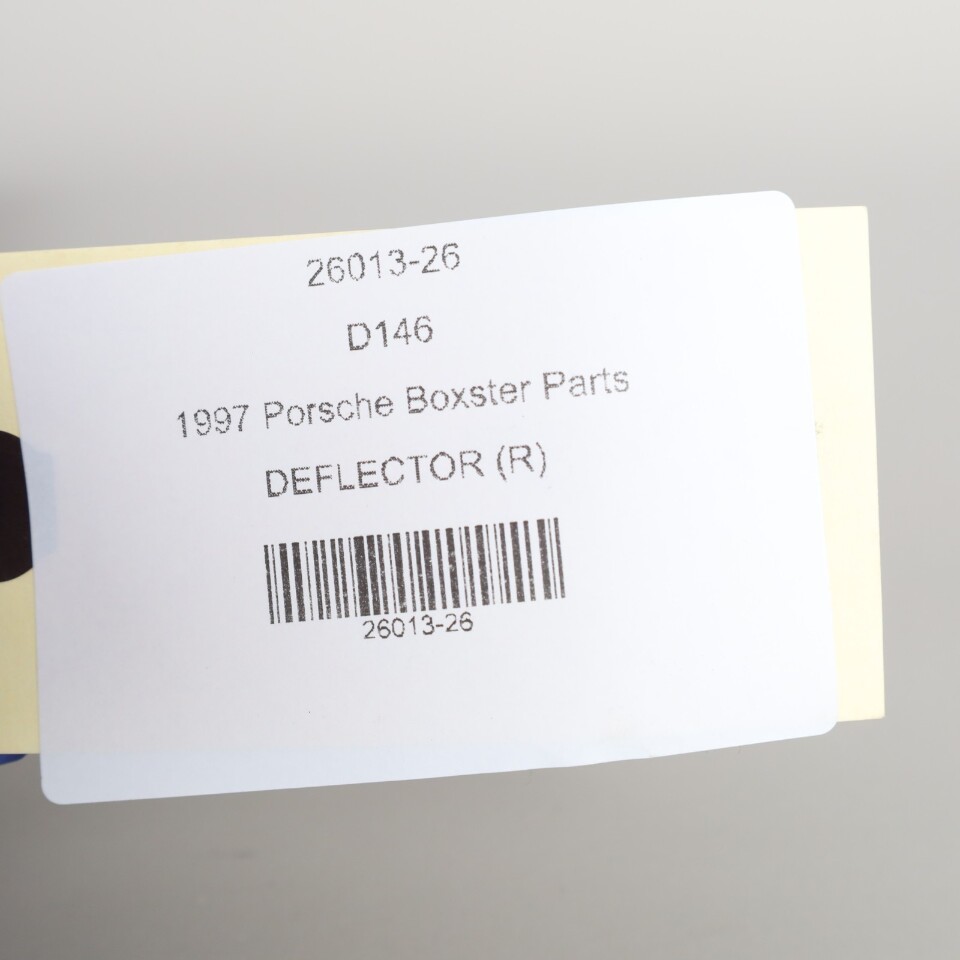 26013-26
D146
1997 Porsche Boxster Parts
DEFLECTOR (R)
26013-26